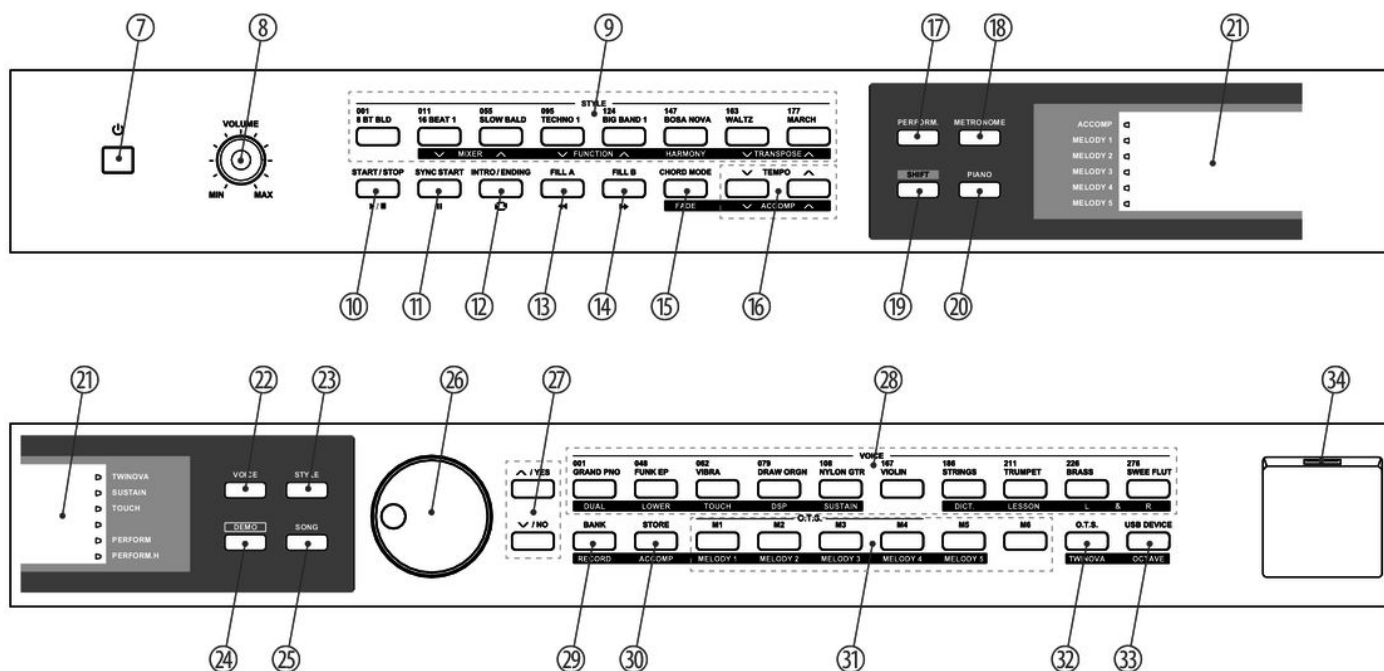 ⑦ ⑧ ⑨ ⑰ ⑱ ㉑
STYLE
001 011 055 095 124 147 163 177
8 BT BLD 16 BEAT 1 SLOW BALD TECHNO 1 BIG BAND 1 BOSA NOVA WALTZ MARCH
VOLUME
MIN MAX
MIXER FUNCTION HARMONY TRANSPOSE
START / STOP SYNC START INTRO / ENDING FILL A FILL B CHORD MODE TEMPO
FADE ACCOMP
PERFORM. METRONOME
SHIFT PIANO
ACCOMP
MELODY 1
MELODY 2
MELODY 3
MELODY 4
MELODY 5
⑩ ⑪ ⑫ ⑬ ⑭ ⑮ ⑯ ⑲ ⑳
㉑ ㉒ ㉓ ㉖ ㉗ ㉘ ㉞
TWINOVA
SUSTAIN
TOUCH
PERFORM
PERFORM.H
VOICE STYLE
DEMO SONG
/ YES
/ NO
VOICE
001 048 062 079 108 167 186 211 226 276
GRAND PNO FUNK EP VIBRA DRAW ORGN NYLON GTR VIOLIN STRINGS TRUMPET BRASS SWEE FLUT
DUAL LOWER TOUCH DSP SUSTAIN DICT. LESSON L & R
O.T.S.
BANK STORE M1 M2 M3 M4 M5 M6 O.T.S. USB DEVICE
RECORD ACCOMP MELODY 1 MELODY 2 MELODY 3 MELODY 4 MELODY 5 TWINOVA OCTAVE
㉔ ㉕ ㉙ ㉚ ㉛ ㉜ ㉝